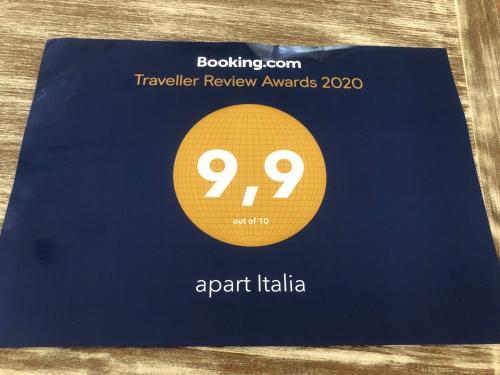 Booking.com
Traveller Review Awards 2020
9,9
out of 10
apart Italia